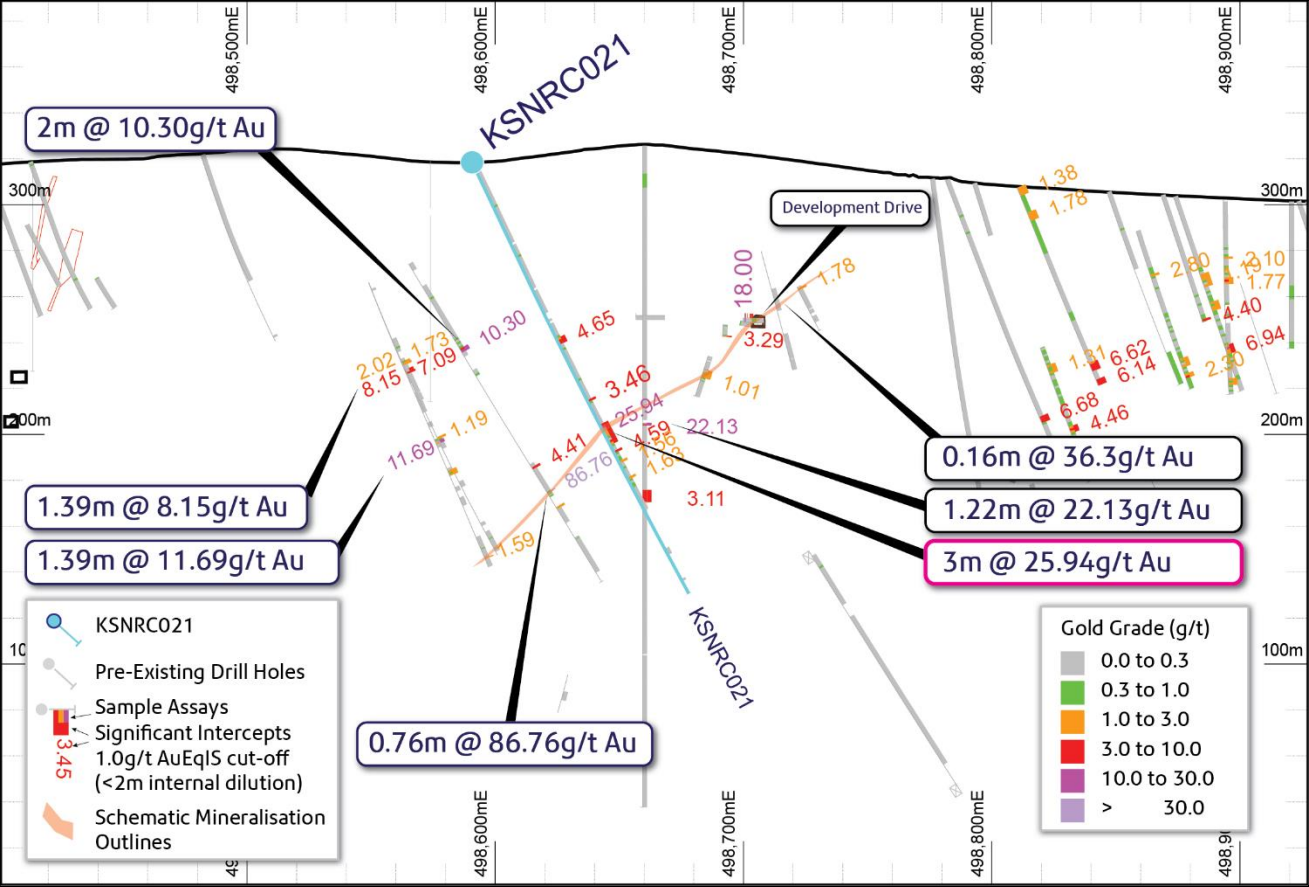 498,500mE
498,600mE
498,700mE
498,800mE
498,900mE
KSNRC021
2m @ 10.30g/t Au
300m
300m
Development Drive
1.38
1.78
18.00
1.78
3.29
2.80
2.10
1.19
1.77
4.40
6.94
2.30
1.31
6.62
6.14
6.68
4.46
10.30
4.65
1.73
2.02
7.09
8.15
3.46
1.01
25.94
22.13
4.59
1.56
1.63
200m
200m
1.19
11.69
4.41
86.76
3.11
1.59
0.16m @ 36.3g/t Au
1.22m @ 22.13g/t Au
3m @ 25.94g/t Au
1.39m @ 8.15g/t Au
1.39m @ 11.69g/t Au
0.76m @ 86.76g/t Au
KSNRC021
KSNRC021
Pre-Existing Drill Holes
Sample Assays
Significant Intercepts
1.0g/t AuEqIS cut-off
(<2m internal dilution)
3.45
Schematic Mineralisation
Outlines
100m
Gold Grade (g/t)
0.0 to 0.3
0.3 to 1.0
1.0 to 3.0
3.0 to 10.0
10.0 to 30.0
> 30.0
498,600mE
498,700mE
498,800mE